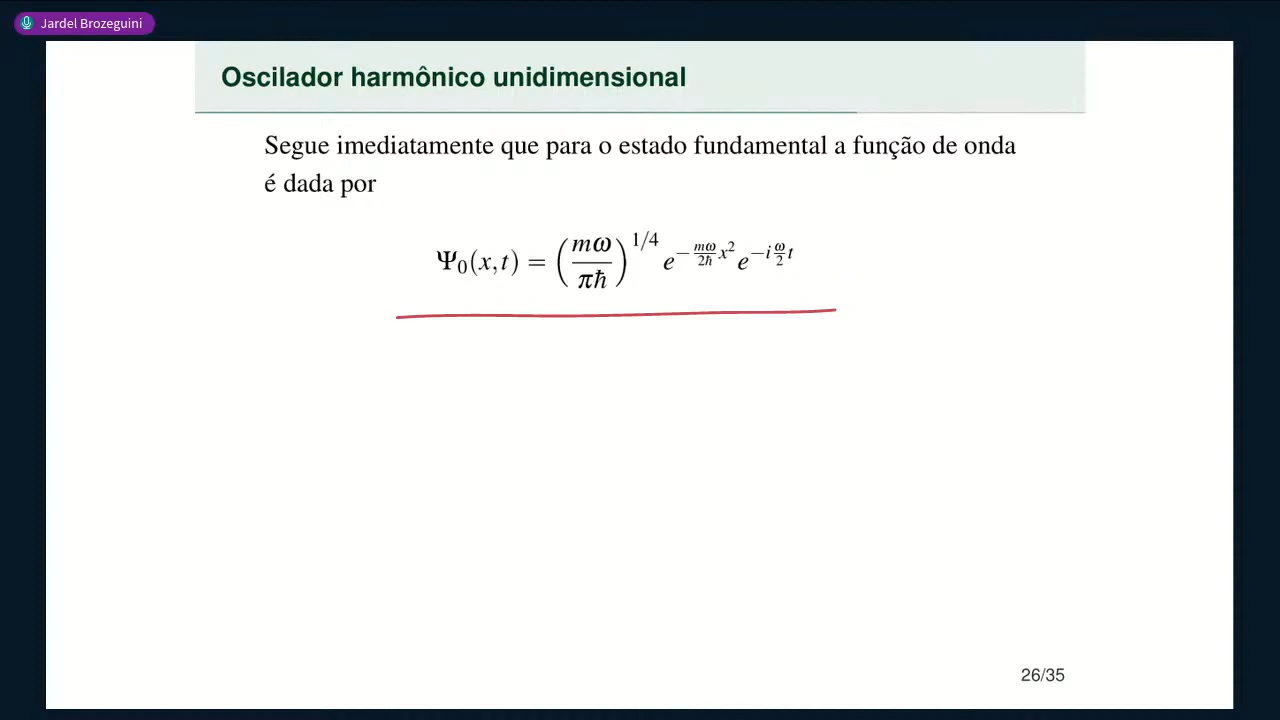 Jardel Brozeguini
Oscilador harmônico unidimensional
Segue imediatamente que para o estado fundamental a função de onda
é dada por
Ψ₀(x,t) = (mω/πħ)^{1/4} e^{−(mω/2ħ)x²} e^{−i(ω/2)t}
26/35